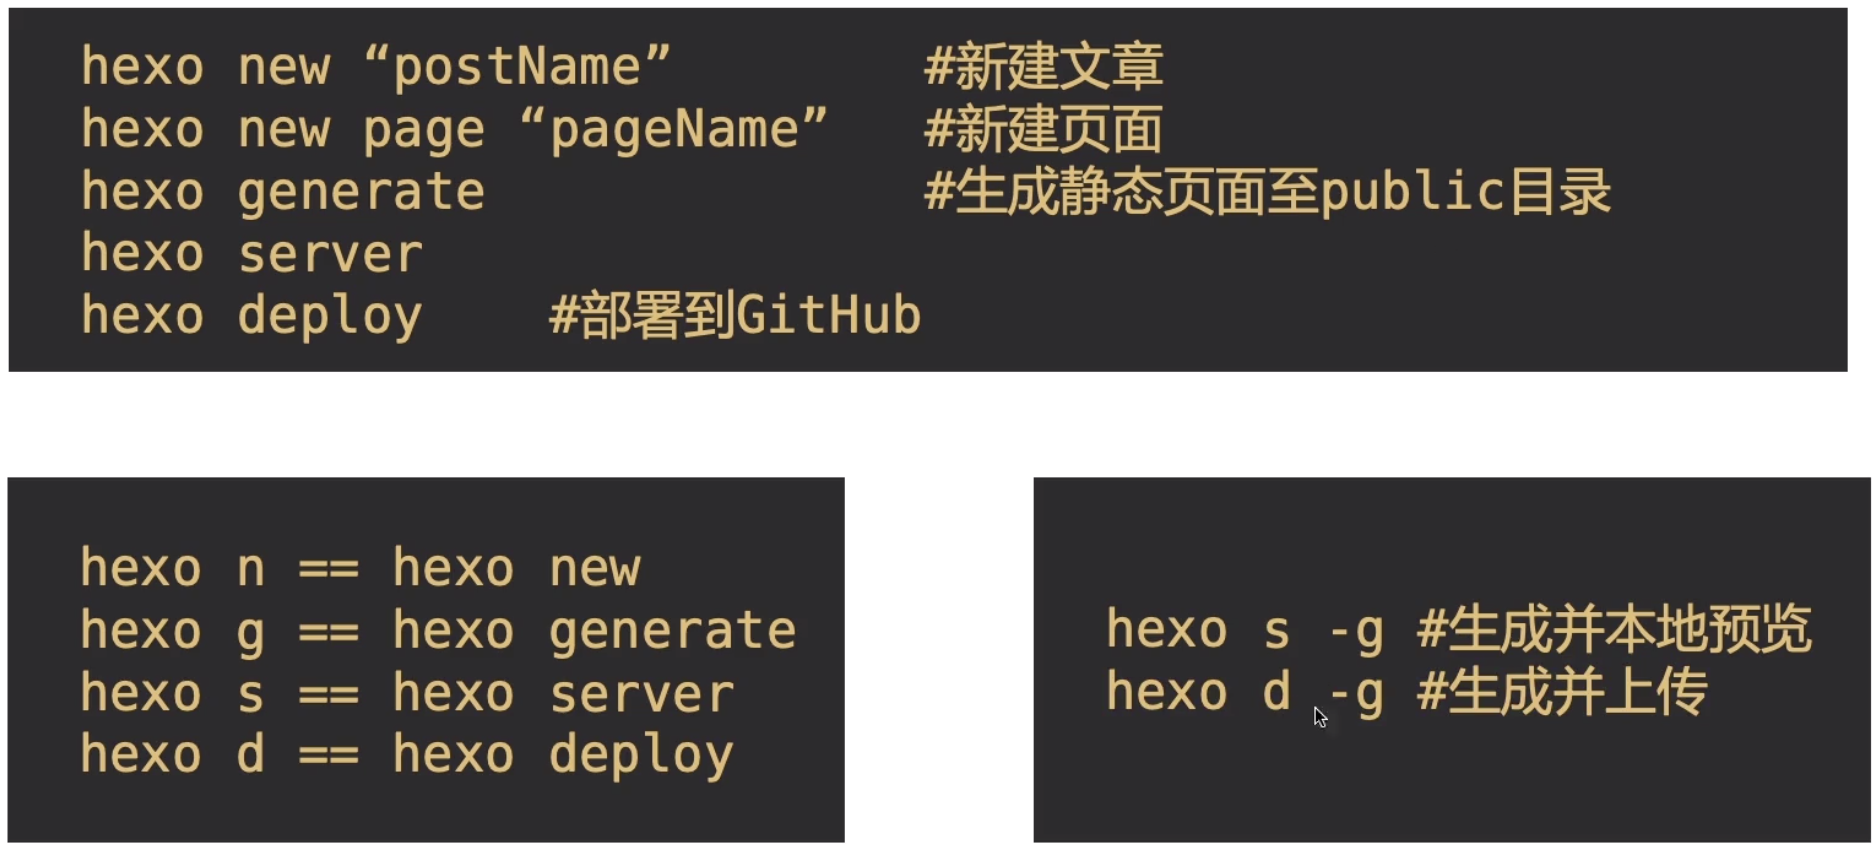 hexo new “postName” #新建文章
hexo new page “pageName” #新建页面
hexo generate #生成静态页面至public目录
hexo server
hexo deploy #部署到GitHub
hexo n == hexo new
hexo g == hexo generate
hexo s == hexo server
hexo d == hexo deploy
hexo s -g #生成并本地预览
hexo d -g #生成并上传